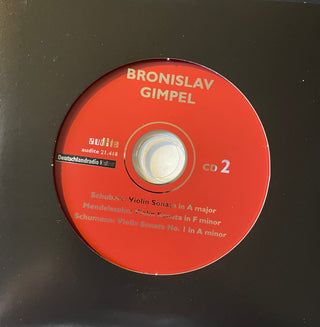 BRONISLAV
GIMPEL
audite
audite 21.418
Deutschlandradio Kultur
CD 2
Schubert: Violin Sonata in A major
Mendelssohn: Violin Sonata in F minor
Schumann: Violin Sonata No. 1 in A minor